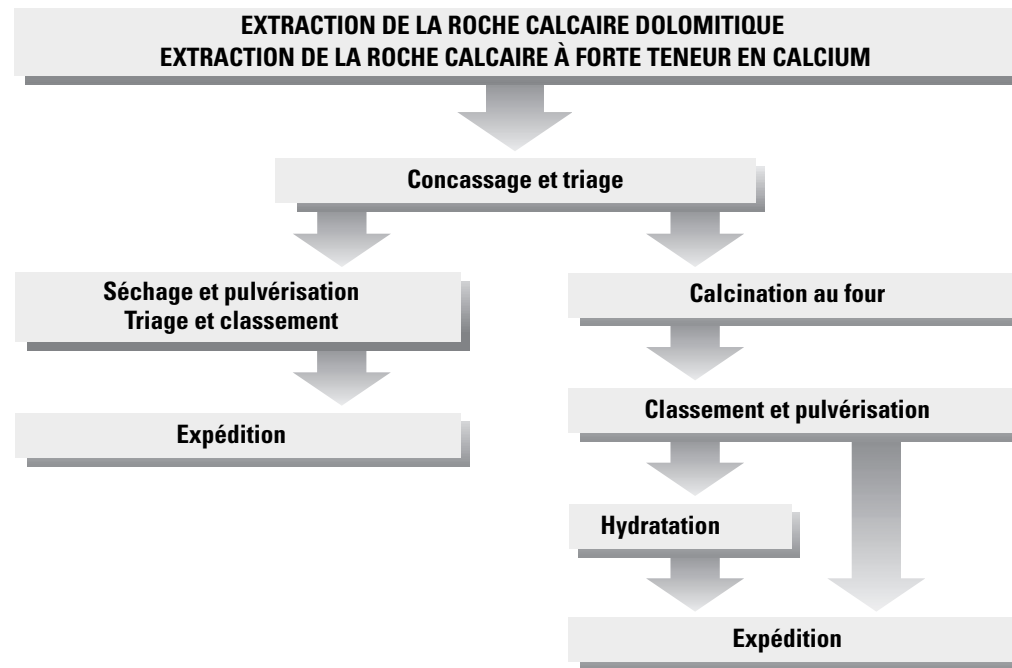 EXTRACTION DE LA ROCHE CALCAIRE DOLOMITIQUE
EXTRACTION DE LA ROCHE CALCAIRE À FORTE TENEUR EN CALCIUM
Concassage et triage
Séchage et pulvérisation
Triage et classement
Expédition
Calcination au four
Classement et pulvérisation
Hydratation
Expédition